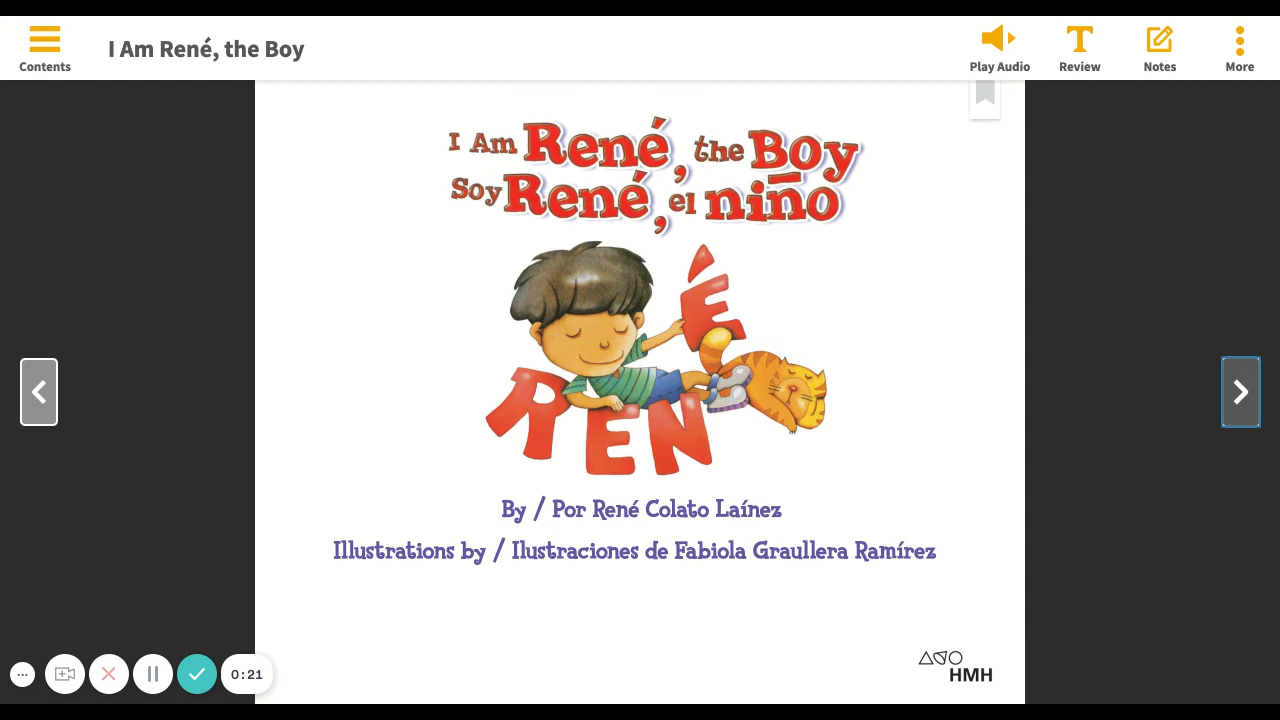 Contents
I Am René, the Boy
Play Audio
Review
Notes
More
I Am René, the Boy
Soy René, el niño
RENÉ
By / Por René Colato Laínez
Illustrations by / Ilustraciones de Fabiola Graullera Ramírez
HMH
0:21